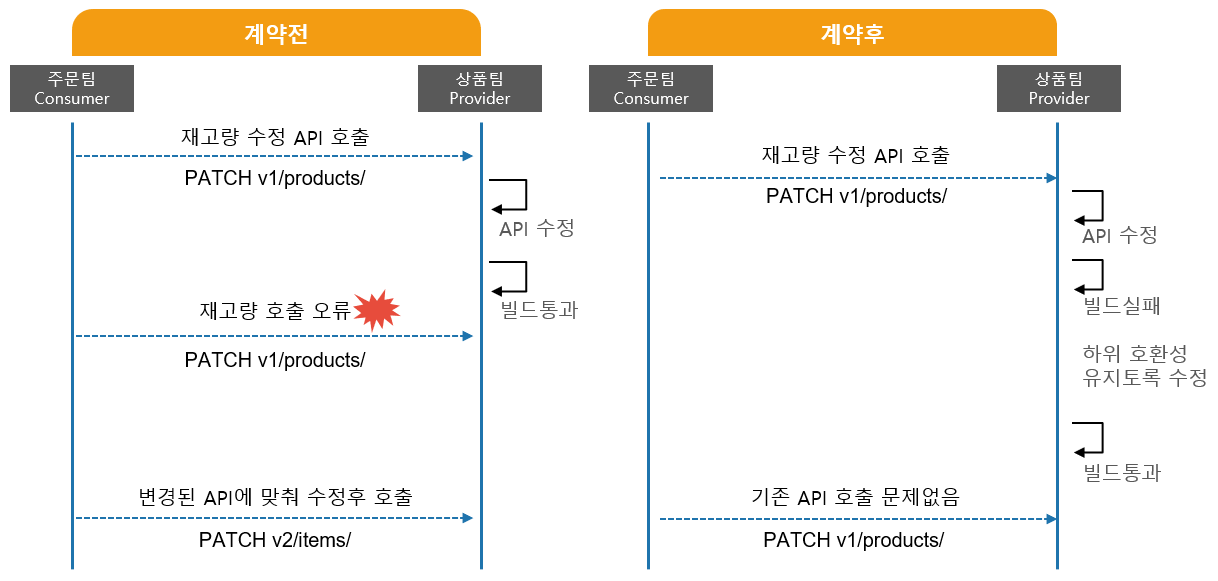 계약전
주문팀
Consumer
상품팀
Provider
재고량 수정 API 호출
PATCH v1/products/
API 수정
빌드통과
재고량 호출 오류
PATCH v1/products/
변경된 API에 맞춰 수정후 호출
PATCH v2/items/
계약후
주문팀
Consumer
상품팀
Provider
재고량 수정 API 호출
PATCH v1/products/
API 수정
빌드실패
하위 호환성
유지토록 수정
빌드통과
기존 API 호출 문제없음
PATCH v1/products/